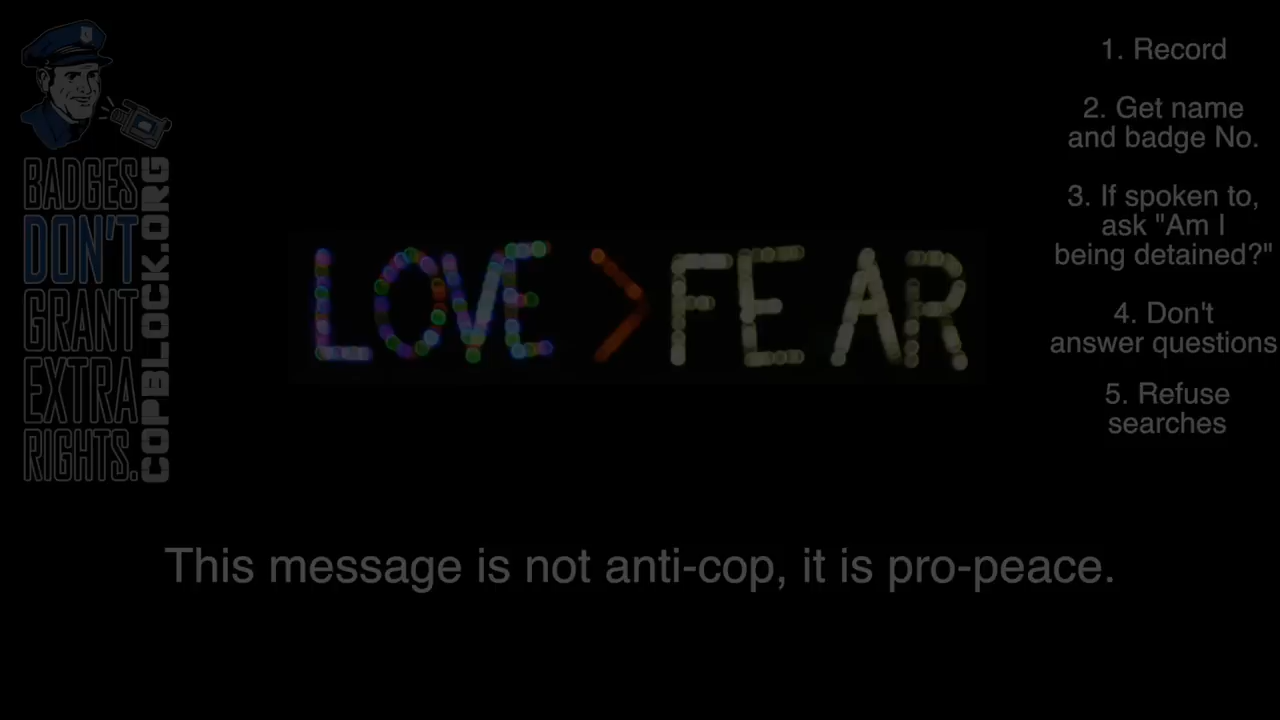 BADGES
DON'T
GRANT
EXTRA
RIGHTS.
COPBLOCK.ORG
LOVE > FEAR
1. Record
2. Get name
and badge No.
3. If spoken to,
ask "Am I
being detained?"
4. Don't
answer questions
5. Refuse
searches
This message is not anti-cop, it is pro-peace.